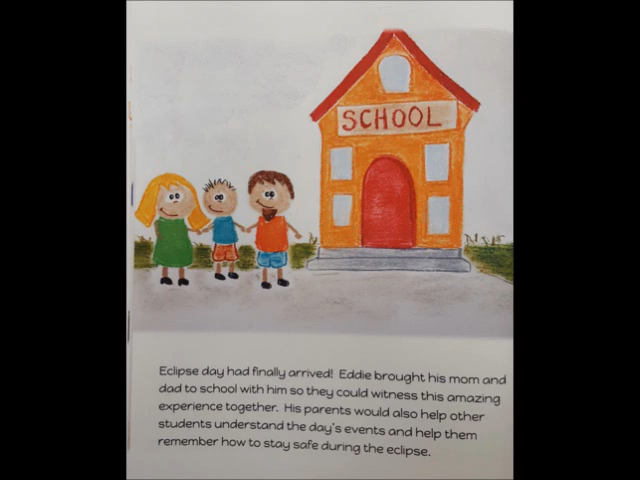 SCHOOL
Eclipse day had finally arrived! Eddie brought his mom and
dad to school with him so they could witness this amazing
experience together. His parents would also help other
students understand the day's events and help them
remember how to stay safe during the eclipse.